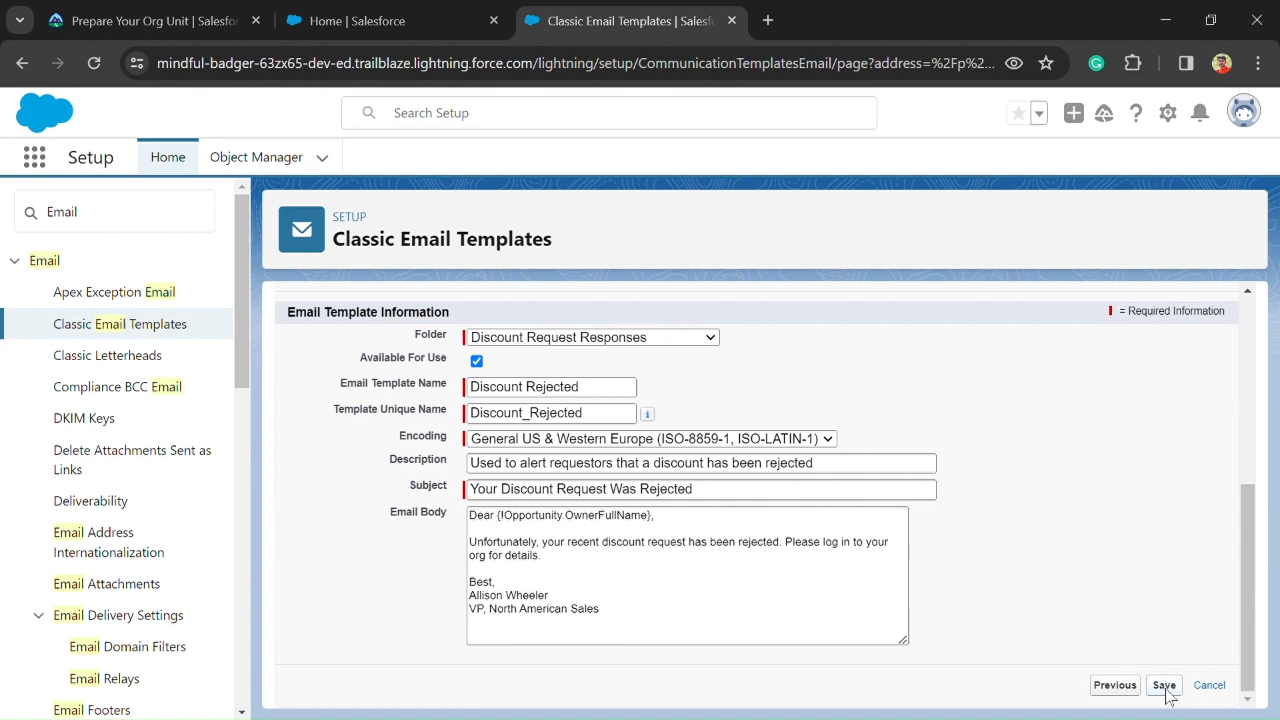 Prepare Your Org Unit | Salesfor
Home | Salesforce
Classic Email Templates | Salesf
mindful-badger-63zx65-dev-ed.trailblaze.lightning.force.com/lightning/setup/CommunicationTemplatesEmail/page?address=%2Fp%2...
Search Setup
Setup
Home
Object Manager
Email
Email
Apex Exception Email
Classic Email Templates
Classic Letterheads
Compliance BCC Email
DKIM Keys
Delete Attachments Sent as
Links
Deliverability
Email Address
Internationalization
Email Attachments
Email Delivery Settings
Email Domain Filters
Email Relays
Email Footers
SETUP
Classic Email Templates
Email Template Information
= Required Information
Folder Discount Request Responses
Available For Use
Email Template Name Discount Rejected
Template Unique Name Discount_Rejected i
Encoding General US & Western Europe (ISO-8859-1, ISO-LATIN-1)
Description Used to alert requestors that a discount has been rejected
Subject Your Discount Request Was Rejected
Email Body Dear {!Opportunity.OwnerFullName},
Unfortunately, your recent discount request has been rejected. Please log in to your
org for details.
Best,
Allison Wheeler
VP, North American Sales
Previous Save Cancel